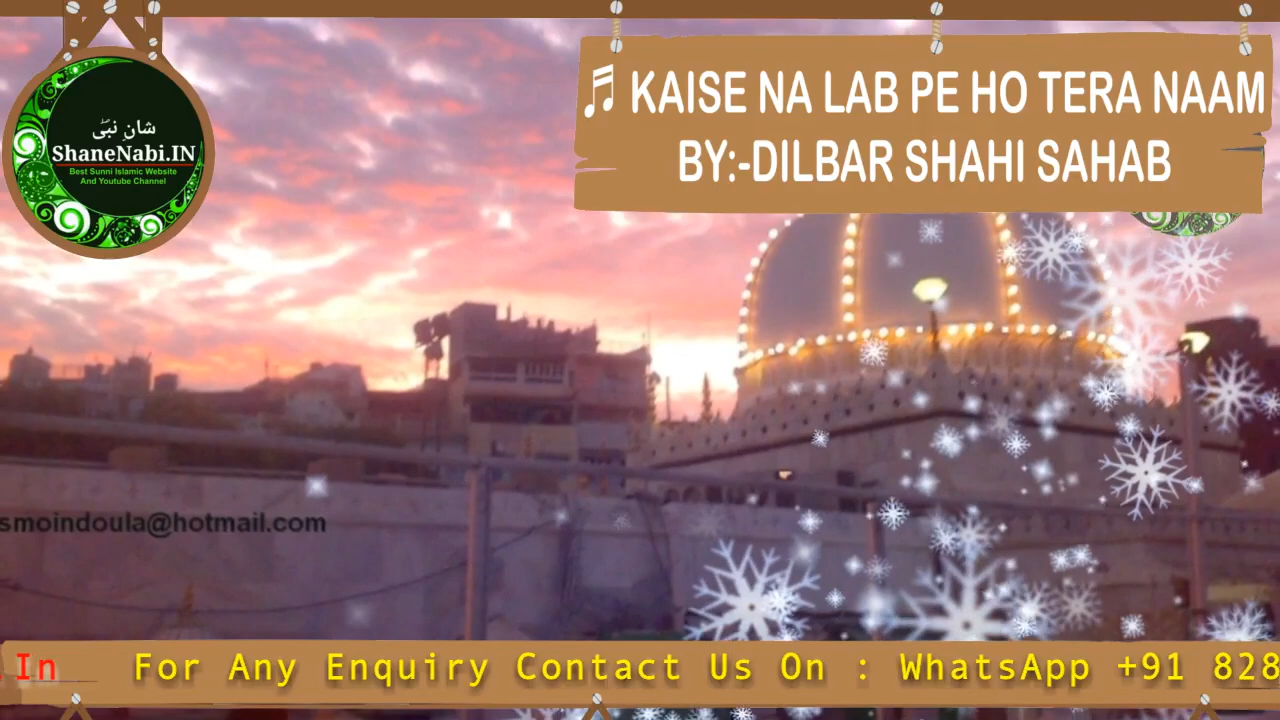 ♬ KAISE NA LAB PE HO TERA NAAM
BY:-DILBAR SHAHI SAHAB
شانِ نبیؐ
ShaneNabi.IN
Best Sunni Islamic Website
And Youtube Channel
smoindoula@hotmail.com
.In For Any Enquiry Contact Us On : WhatsApp +91 828